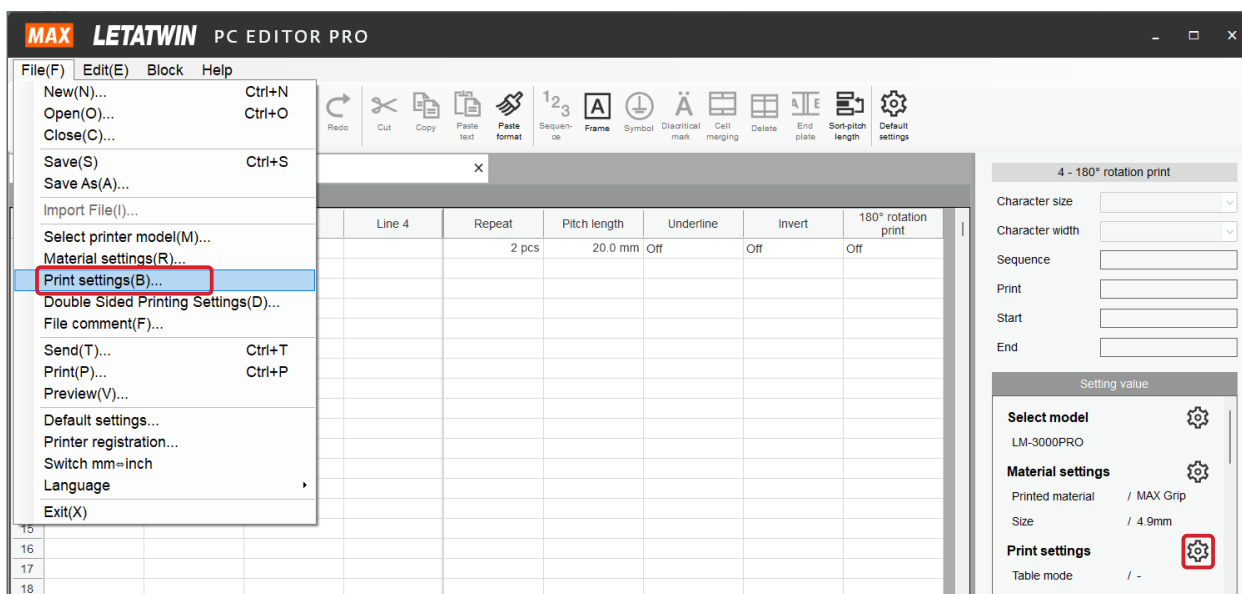 MAX LETATWIN PC EDITOR PRO
File(F) Edit(E) Block Help
New(N)... Ctrl+N
Open(O)... Ctrl+O
Close(C)...
Save(S) Ctrl+S
Save As(A)...
Import File(I)...
Select printer model(M)...
Material settings(R)...
Print settings(B)...
Double Sided Printing Settings(D)...
File comment(F)...
Send(T)... Ctrl+T
Print(P)... Ctrl+P
Preview(V)...
Default settings...
Printer registration...
Switch mm⇔inch
Language
Exit(X)
Redo Cut Copy Paste text Paste format Sequen-ce Frame Symbol Diacritical mark Cell merging Delete End plate Sort-pitch length Default settings
Line 4 Repeat Pitch length Underline Invert 180° rotation print
2 pcs 20.0 mm Off Off Off
15
16
17
18
4 - 180° rotation print
Character size
Character width
Sequence
Print
Start
End
Setting value
Select model
LM-3000PRO
Material settings
Printed material / MAX Grip
Size / 4.9mm
Print settings
Table mode / -